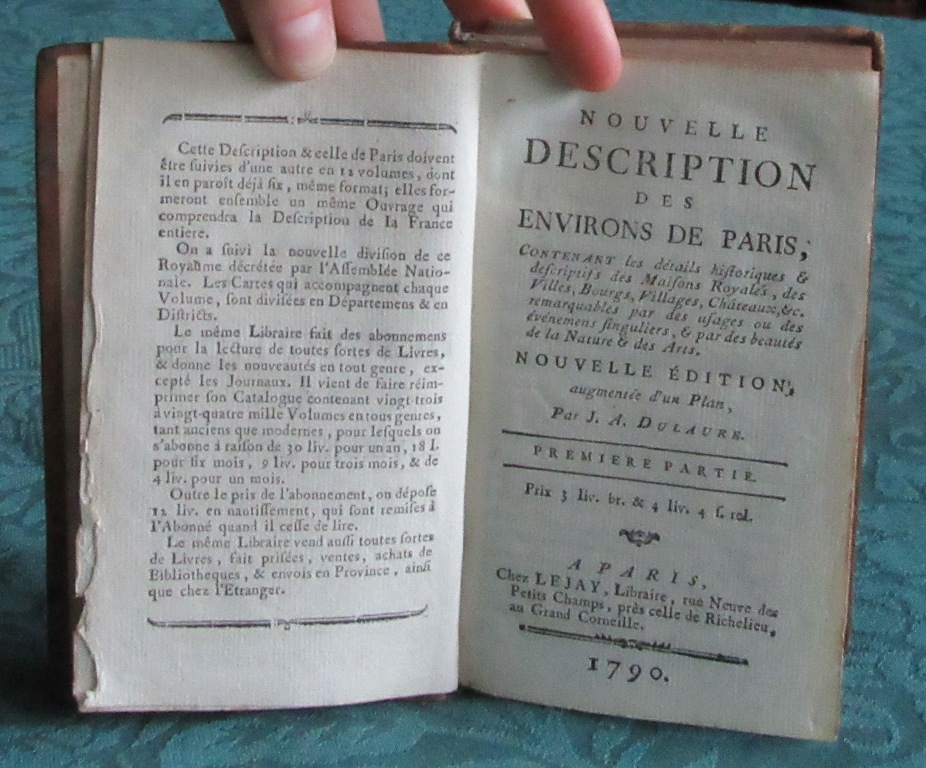 Cette Deſcription & celle de Paris doivent
être ſuivies d'une autre en 12 volumes, dont
il en paroît déjà ſix, même format; elles for-
meront enſemble un même Ouvrage qui
comprendra la Deſcription de la France
entiere.
On a ſuivi la nouvelle diviſion de ce
Royaume décrétée par l'Aſſemblée Natio-
nale. Les Cartes qui accompagnent chaque
Volume, ſont diviſées en Départemens & en
Diſtricts.
Le même Libraire fait des abonnemens
pour la lecture de toutes ſortes de Livres,
& donne les nouveautés en tout genre, ex-
cepté les Journaux. Il vient de faire réim-
primer ſon Catalogue contenant vingt-trois
à vingt-quatre mille Volumes en tous genres,
tant anciens que modernes, pour leſquels on
s'abonne à raiſon de 30 liv. pour un an, 18 l.
pour ſix mois, 9 liv. pour trois mois, & de
4 liv. pour un mois.
Outre le prix de l'abonnement, on dépoſe
12 liv. en nautiſſement, qui ſont remiſes à
l'Abonné quand il ceſſe de lire.
Le même Libraire vend auſſi toutes ſortes
de Livres, fait priſées, ventes, achats de
Bibliotheques, & envois en Province, ainſi
que chez l'Etranger.
NOUVELLE
DESCRIPTION
DES
ENVIRONS DE PARIS;
CONTENANT les détails hiſtoriques &
deſcriptifs des Maiſons Royales, des
Villes, Bourgs, Villages, Châteaux, &c.
remarquables par des uſages ou des
événemens ſinguliers, & par des beautés
de la Nature & des Arts.
NOUVELLE ÉDITION,
augmentée d'un Plan,
Par J. A. DULAURE.
PREMIERE PARTIE.
Prix 3 liv. br. & 4 liv. 4 ſ. rel.
A PARIS,
Chez LEJAY, Libraire, rue Neuve des
Petits Champs, près celle de Richelieu,
au Grand Corneille.
1790.